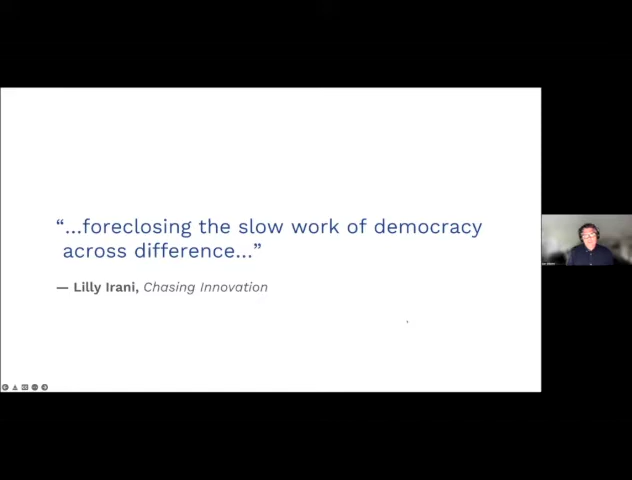 “...foreclosing the slow work of democracy
across difference...”
— Lilly Irani, Chasing Innovation